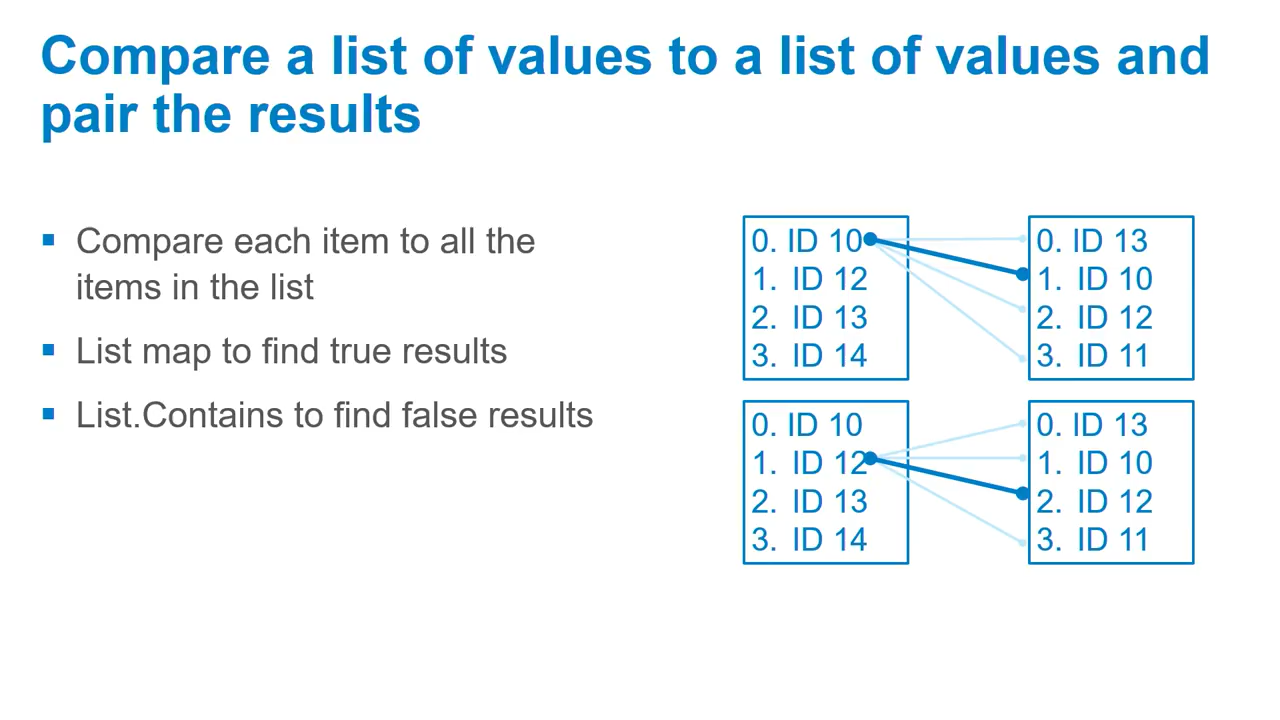 Compare a list of values to a list of values and
pair the results
Compare each item to all the
items in the list
List map to find true results
List.Contains to find false results
0. ID 10
1. ID 12
2. ID 13
3. ID 14
0. ID 13
1. ID 10
2. ID 12
3. ID 11
0. ID 10
1. ID 12
2. ID 13
3. ID 14
0. ID 13
1. ID 10
2. ID 12
3. ID 11